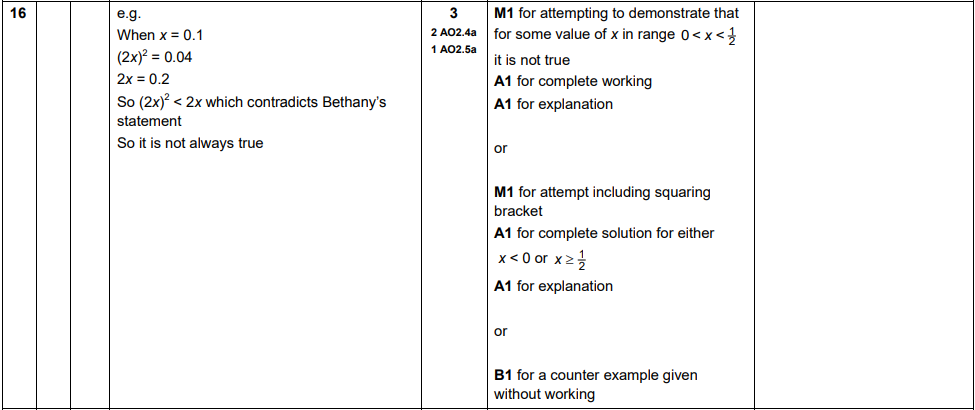 16
e.g.
When x = 0.1
(2x)² = 0.04
2x = 0.2
So (2x)² < 2x which contradicts Bethany's
statement
So it is not always true
3
2 AO2.4a
1 AO2.5a
M1 for attempting to demonstrate that
for some value of x in range 0 < x < 1/2
it is not true
A1 for complete working
A1 for explanation
or
M1 for attempt including squaring
bracket
A1 for complete solution for either
x < 0 or x ≥ 1/2
A1 for explanation
or
B1 for a counter example given
without working